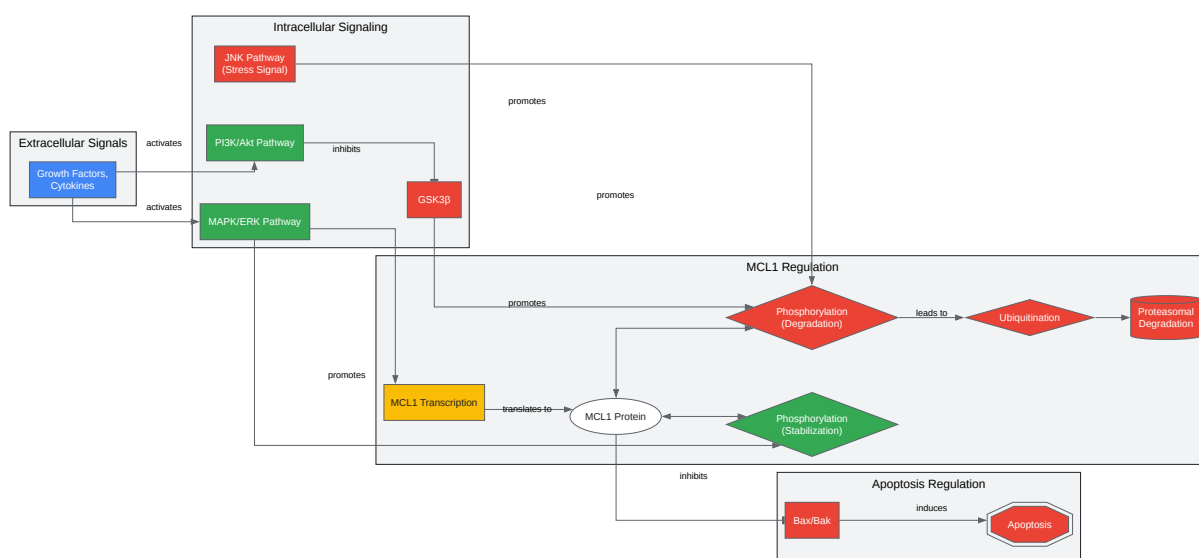 Intracellular Signaling
JNK Pathway
(Stress Signal)
promotes
Extracellular Signals
activates
PI3K/Akt Pathway
inhibits
Growth Factors,
Cytokines
GSK3β
promotes
activates
MAPK/ERK Pathway
MCL1 Regulation
promotes
Phosphorylation
(Degradation)
leads to
Ubiquitination
Proteasomal
Degradation
promotes
MCL1 Transcription
translates to
MCL1 Protein
Phosphorylation
(Stabilization)
inhibits
Apoptosis Regulation
Bax/Bak
induces
Apoptosis